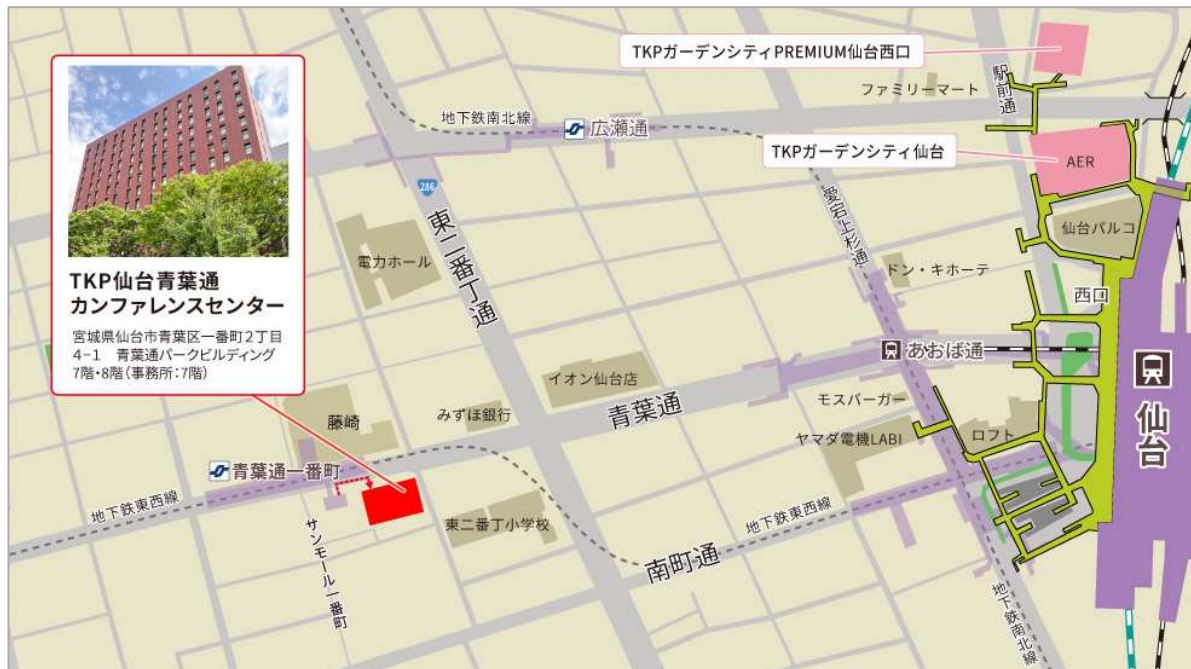 TKPガーデンシティPREMIUM仙台西口
駅前通
ファミリーマート
地下鉄南北線
広瀬通
TKPガーデンシティ仙台
AER
286
東二番丁通
愛宕上杉通
仙台パルコ
電力ホール
ドン・キホーテ
TKP仙台青葉通
カンファレンスセンター
宮城県仙台市青葉区一番町2丁目
4−1 青葉通パークビルディング
7階・8階(事務所:7階)
西口
あおば通
イオン仙台店
青葉通
モスバーガー
みずほ銀行
藤崎
ヤマダ電機LABI
ロフト
仙台
青葉通一番町
地下鉄東西線
東二番丁小学校
地下鉄東西線
サンモール一番町
南町通
地下鉄南北線